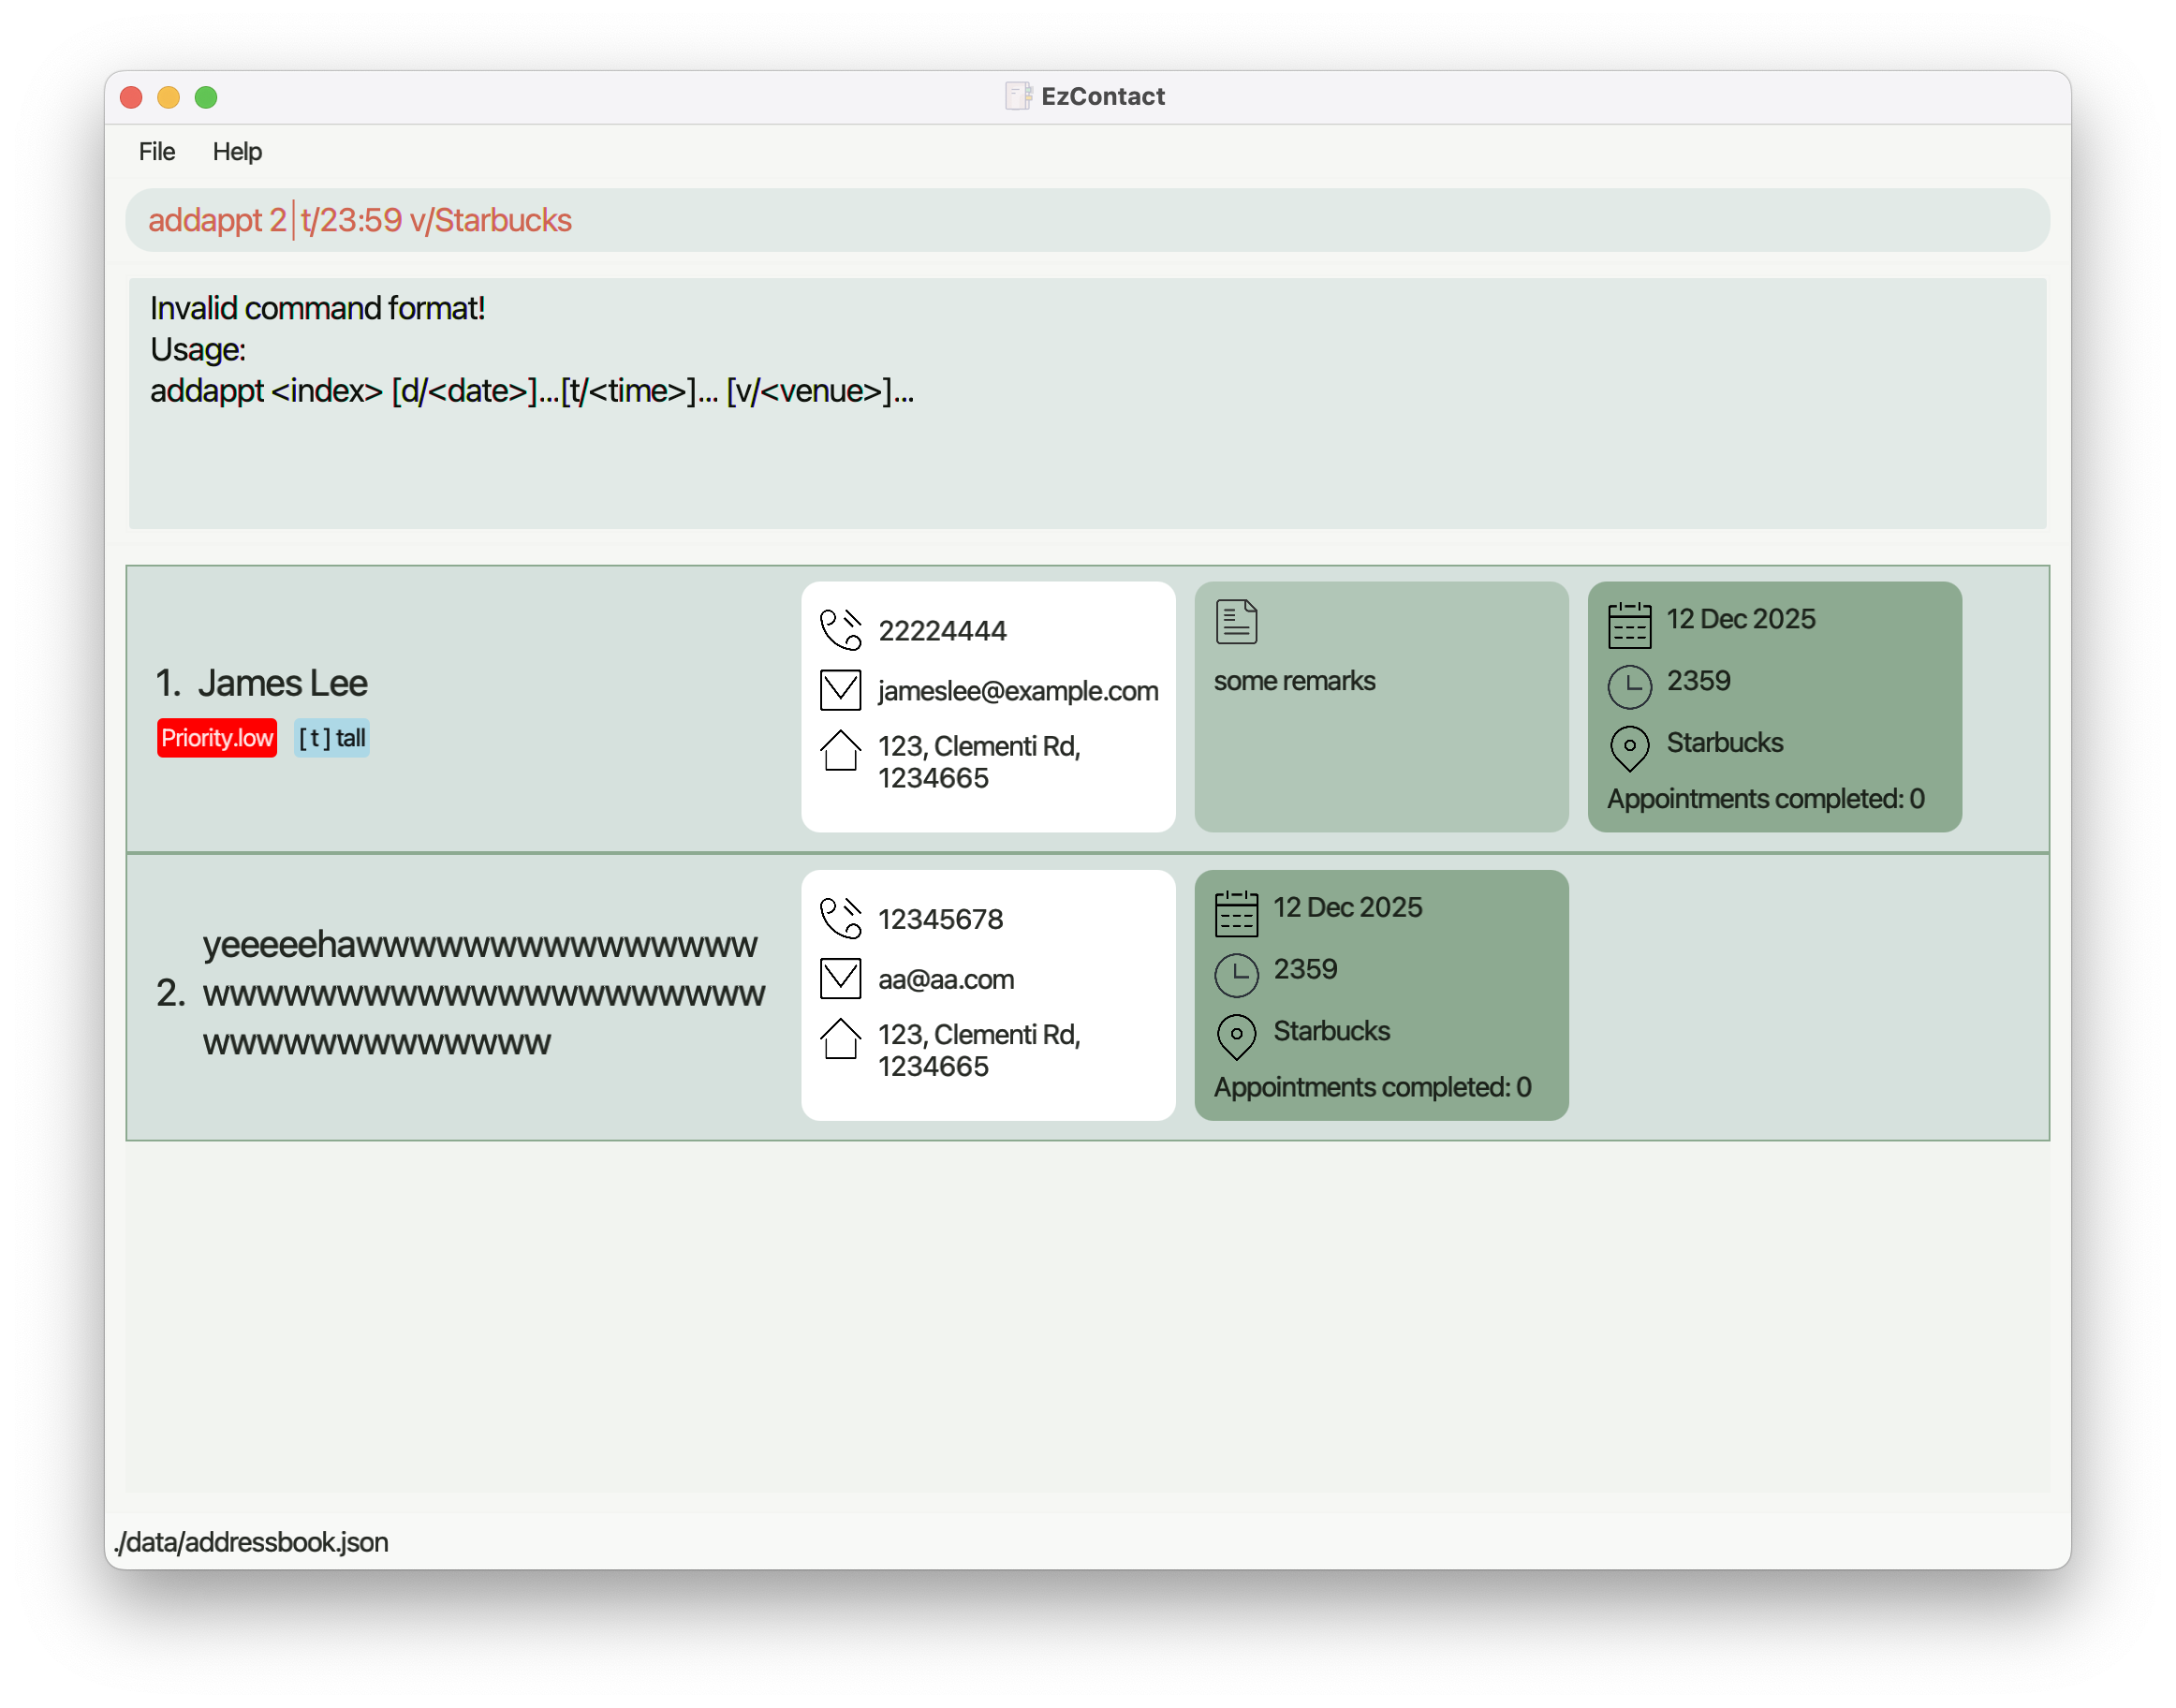 EzContact
File Help
addappt 2 t/23:59 v/Starbucks
Invalid command format!
Usage:
addappt <index> [d/<date>]...[t/<time>]... [v/<venue>]...
1. James Lee
Priority.low [ t ] tall
22224444
jameslee@example.com
123, Clementi Rd,
1234665
some remarks
12 Dec 2025
2359
Starbucks
Appointments completed: 0
2. yeeeeehawwwwwwwwwwwwwww
wwwwwwwwwwwwwwwwwwwww
wwwwwwwwwwwww
12345678
aa@aa.com
123, Clementi Rd,
1234665
12 Dec 2025
2359
Starbucks
Appointments completed: 0
./data/addressbook.json